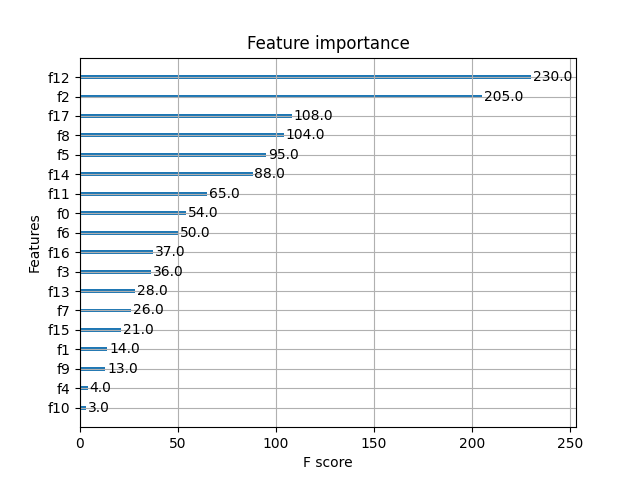 Feature importance
f12 230.0
f2 205.0
f17 108.0
f8 104.0
f5 95.0
f14 88.0
f11 65.0
f0 54.0
f6 50.0
f16 37.0
f3 36.0
f13 28.0
f7 26.0
f15 21.0
f1 14.0
f9 13.0
f4 4.0
f10 3.0
Features
0 50 100 150 200 250
F score